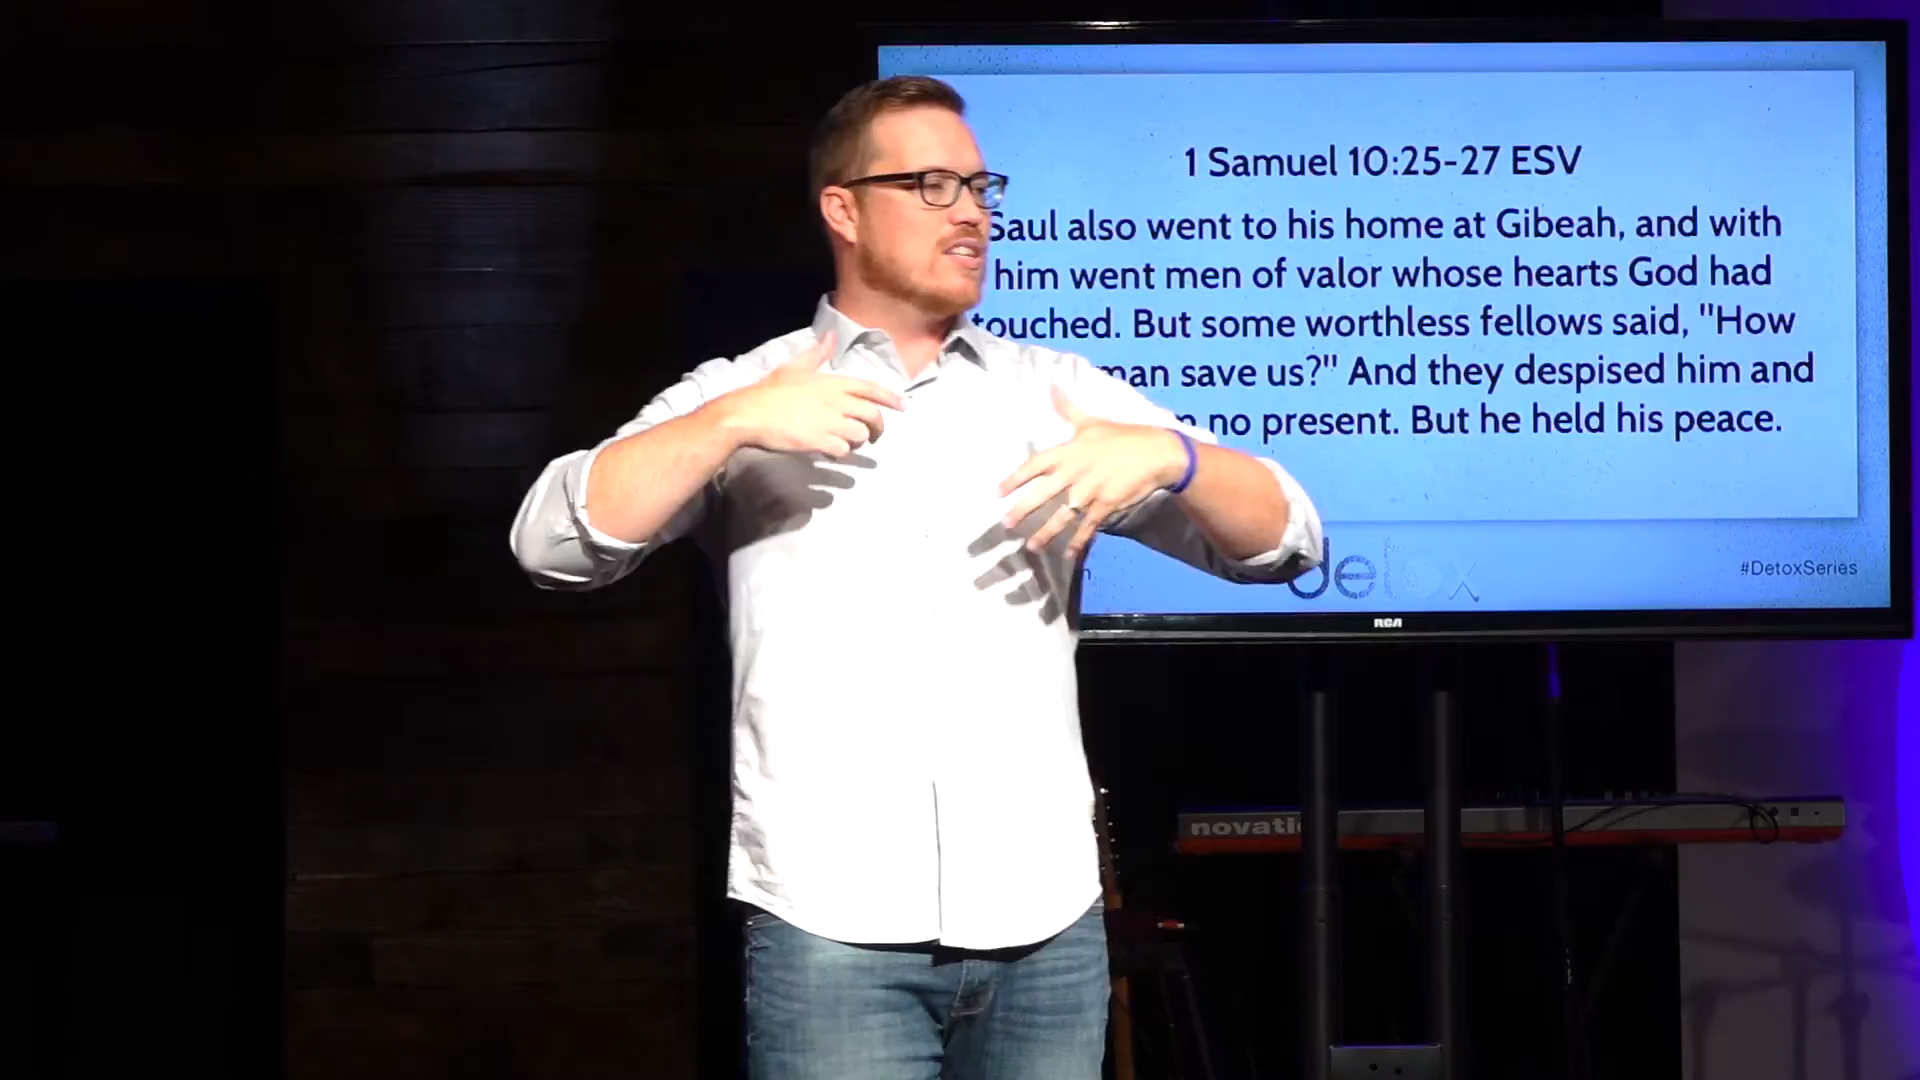 1 Samuel 10:25-27 ESV
Saul also went to his home at Gibeah, and with
him went men of valor whose hearts God had
touched. But some worthless fellows said, "How
man save us?" And they despised him and
no present. But he held his peace.
detox
#DetoxSeries
RCA
novati